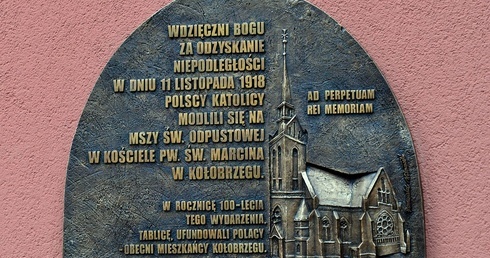 WDZIĘCZNI BOGU
ZA ODZYSKANIE
NIEPODLEGŁOŚCI
W DNIU 11 LISTOPADA 1918
POLSCY KATOLICY
MODLILI SIĘ NA
MSZY ŚW. ODPUSTOWEJ
W KOŚCIELE PW. ŚW. MARCINA
W KOŁOBRZEGU.
AD PERPETUAM
REI MEMORIAM
W ROCZNICĘ 100-LECIA
TEGO WYDARZENIA,
TABLICĘ, UFUNDOWALI POLACY
-OBECNI MIESZKAŃCY KOŁOBRZEGU.